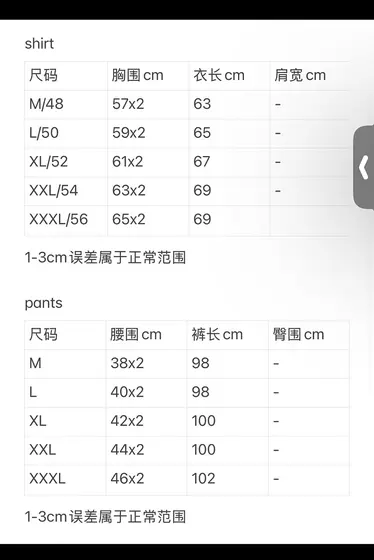 shirt
尺码 胸围cm 衣长cm 肩宽cm
M/48 57x2 63 -
L/50 59x2 65 -
XL/52 61x2 67 -
XXL/54 63x2 69 -
XXXL/56 65x2 69
1-3cm误差属于正常范围
pants
尺码 腰围cm 裤长cm 臀围cm
M 38x2 98 -
L 40x2 98 -
XL 42x2 100 -
XXL 44x2 100 -
XXXL 46x2 102 -
1-3cm误差属于正常范围